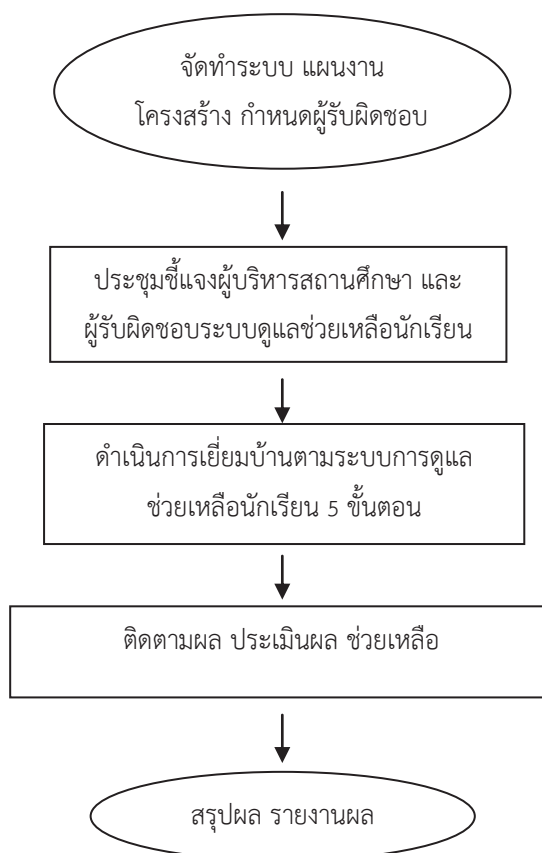 จัดทำระบบ แผนงาน
โครงสร้าง กำหนดผู้รับผิดชอบ
ประชุมชี้แจงผู้บริหารสถานศึกษา และ
ผู้รับผิดชอบระบบดูแลช่วยเหลือนักเรียน
ดำเนินการเยี่ยมบ้านตามระบบการดูแล
ช่วยเหลือนักเรียน 5 ขั้นตอน
ติดตามผล ประเมินผล ช่วยเหลือ
สรุปผล รายงานผล